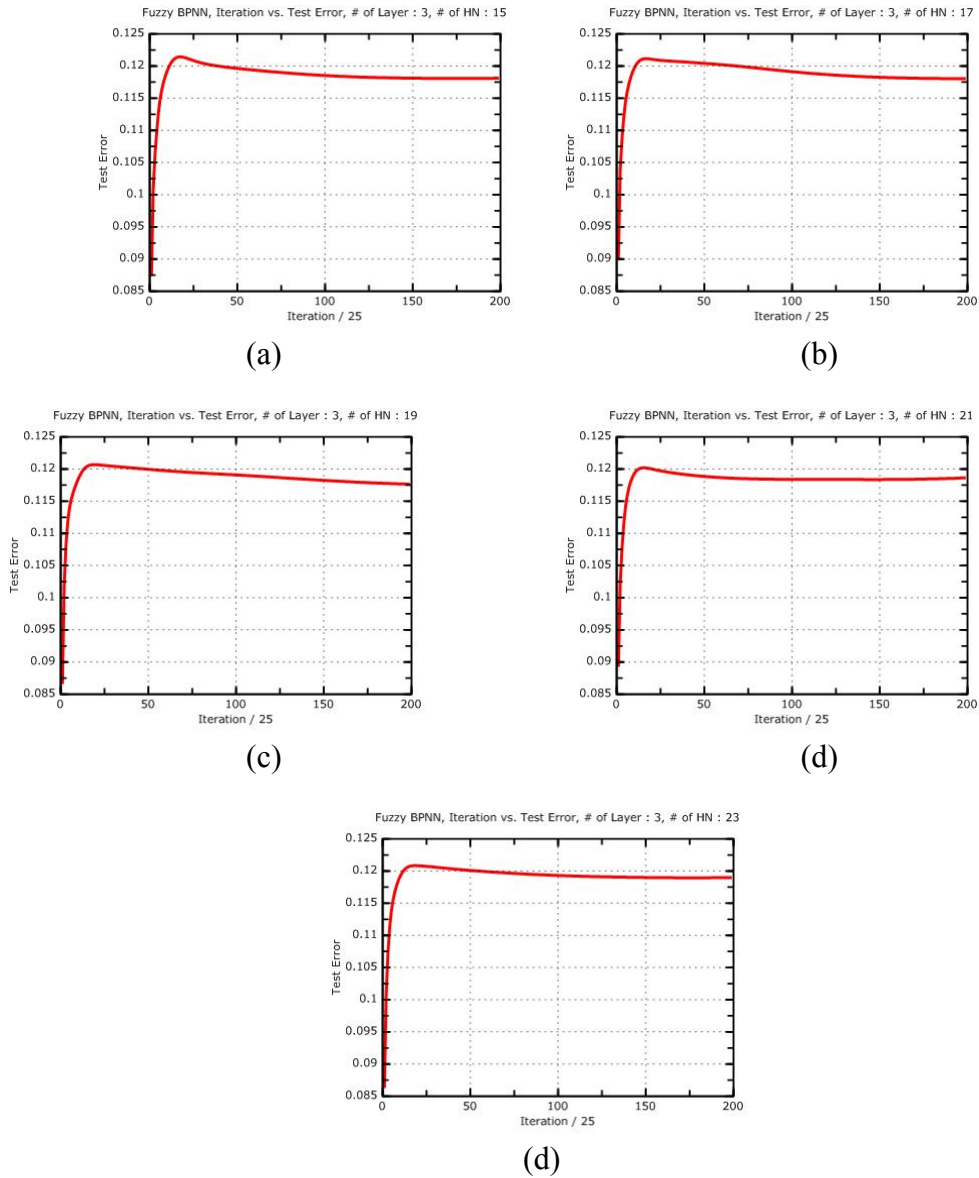 Fuzzy BPNN, Iteration vs. Test Error, # of Layer : 3, # of HN : 15
0.125
0.12
0.115
0.11
0.105
0.1
0.095
0.09
0.085
Test Error
0 50 100 150 200
Iteration / 25
(a)
Fuzzy BPNN, Iteration vs. Test Error, # of Layer : 3, # of HN : 17
0.125
0.12
0.115
0.11
0.105
0.1
0.095
0.09
0.085
Test Error
0 50 100 150 200
Iteration / 25
(b)
Fuzzy BPNN, Iteration vs. Test Error, # of Layer : 3, # of HN : 19
0.125
0.12
0.115
0.11
0.105
0.1
0.095
0.09
0.085
Test Error
0 50 100 150 200
Iteration / 25
(c)
Fuzzy BPNN, Iteration vs. Test Error, # of Layer : 3, # of HN : 21
0.125
0.12
0.115
0.11
0.105
0.1
0.095
0.09
0.085
Test Error
0 50 100 150 200
Iteration / 25
(d)
Fuzzy BPNN, Iteration vs. Test Error, # of Layer : 3, # of HN : 23
0.125
0.12
0.115
0.11
0.105
0.1
0.095
0.09
0.085
Test Error
0 50 100 150 200
Iteration / 25
(d)